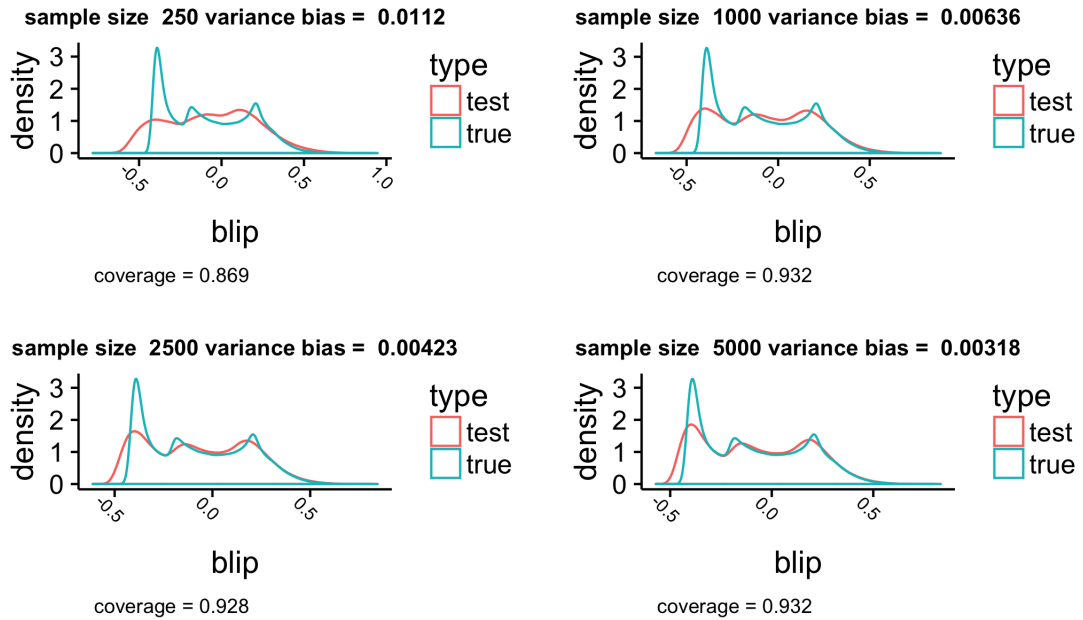 sample size 250 variance bias = 0.0112
density
3
2
1
0
-0.5
0.0
0.5
1.0
blip
type
test
true
coverage = 0.869
sample size 1000 variance bias = 0.00636
density
3
2
1
0
-0.5
0.0
0.5
blip
type
test
true
coverage = 0.932
sample size 2500 variance bias = 0.00423
density
3
2
1
0
-0.5
0.0
0.5
blip
type
test
true
coverage = 0.928
sample size 5000 variance bias = 0.00318
density
3
2
1
0
-0.5
0.0
0.5
blip
type
test
true
coverage = 0.932